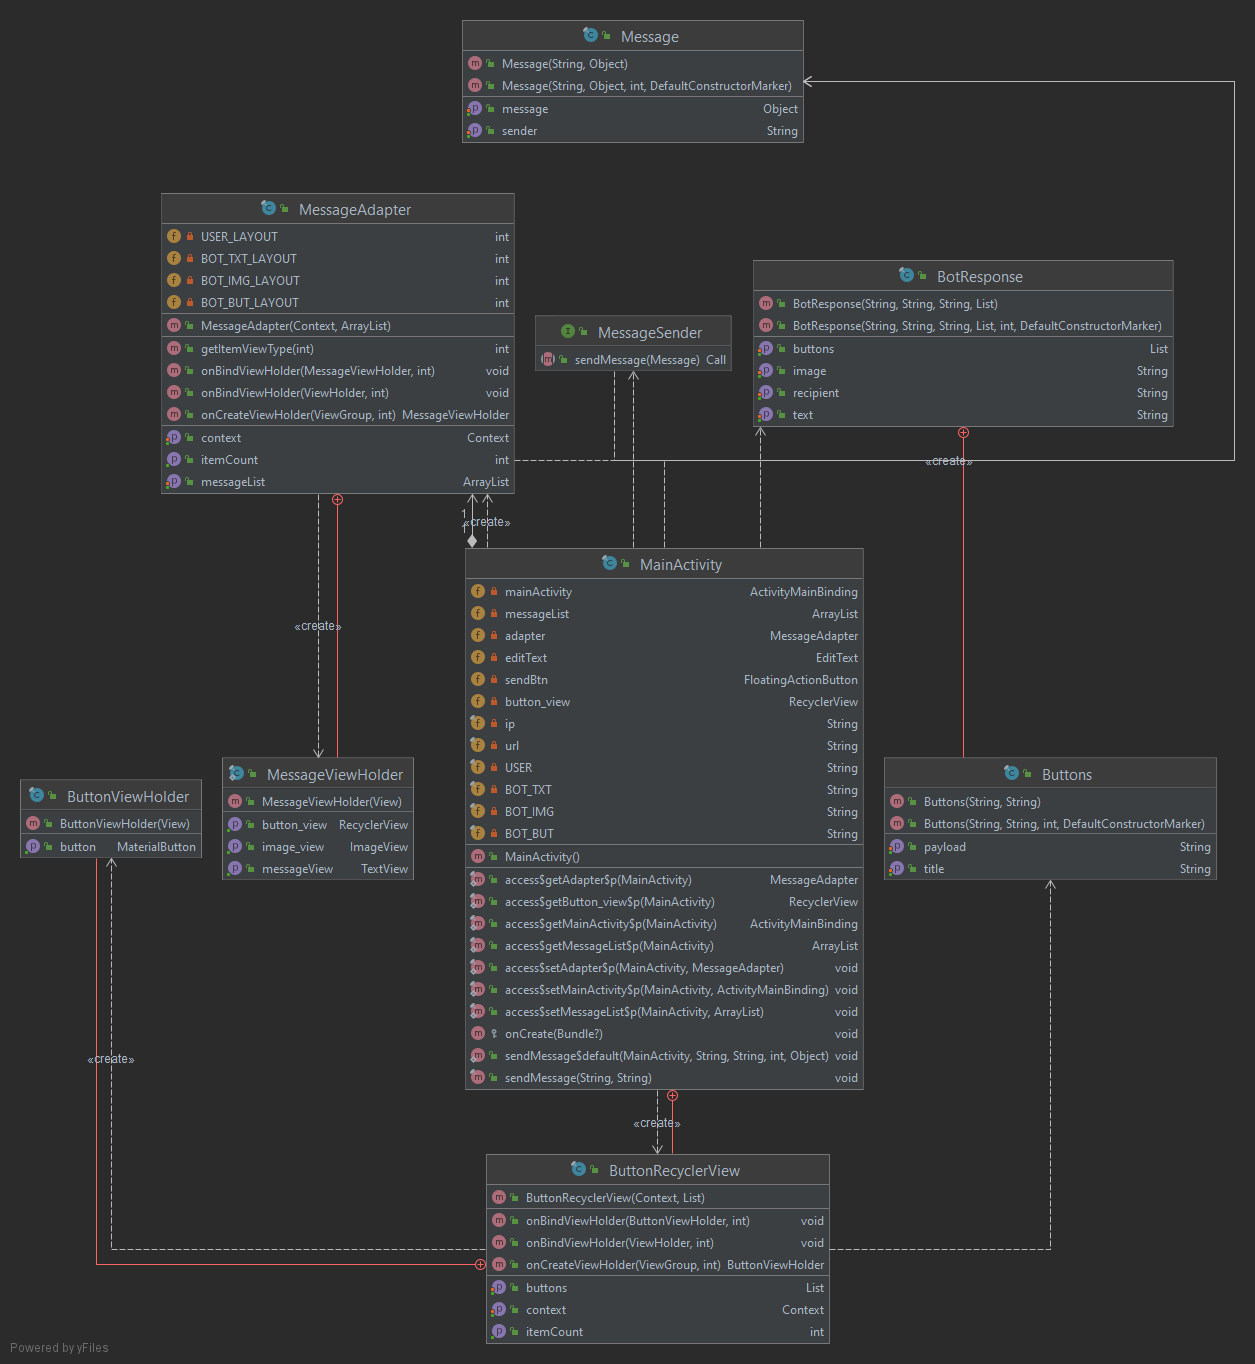 Message
Message(String, Object)
Message(String, Object, int, DefaultConstructorMarker)
message Object
sender String
MessageAdapter
USER_LAYOUT int
BOT_TXT_LAYOUT int
BOT_IMG_LAYOUT int
BOT_BUT_LAYOUT int
MessageAdapter(Context, ArrayList)
getItemViewType(int) int
onBindViewHolder(MessageViewHolder, int) void
onBindViewHolder(ViewHolder, int) void
onCreateViewHolder(ViewGroup, int) MessageViewHolder
context Context
itemCount int
messageList ArrayList
MessageSender
sendMessage(Message) Call
BotResponse
BotResponse(String, String, String, List)
BotResponse(String, String, String, List, int, DefaultConstructorMarker)
buttons List
image String
recipient String
text String
«create»
1
«create»
«create»
MainActivity
mainActivity ActivityMainBinding
messageList ArrayList
adapter MessageAdapter
editText EditText
sendBtn FloatingActionButton
button_view RecyclerView
ip String
url String
USER String
BOT_TXT String
BOT_IMG String
BOT_BUT String
MainActivity()
access$getAdapter$p(MainActivity) MessageAdapter
access$getButton_view$p(MainActivity) RecyclerView
access$getMainActivity$p(MainActivity) ActivityMainBinding
access$getMessageList$p(MainActivity) ArrayList
access$setAdapter$p(MainActivity, MessageAdapter) void
access$setMainActivity$p(MainActivity, ActivityMainBinding) void
access$setMessageList$p(MainActivity, ArrayList) void
onCreate(Bundle?) void
sendMessage$default(MainActivity, String, String, int, Object) void
sendMessage(String, String) void
ButtonViewHolder
ButtonViewHolder(View)
button MaterialButton
MessageViewHolder
MessageViewHolder(View)
button_view RecyclerView
image_view ImageView
messageView TextView
Buttons
Buttons(String, String)
Buttons(String, String, int, DefaultConstructorMarker)
payload String
title String
«create»
«create»
ButtonRecyclerView
ButtonRecyclerView(Context, List)
onBindViewHolder(ButtonViewHolder, int) void
onBindViewHolder(ViewHolder, int) void
onCreateViewHolder(ViewGroup, int) ButtonViewHolder
buttons List
context Context
itemCount int
Powered by yFiles